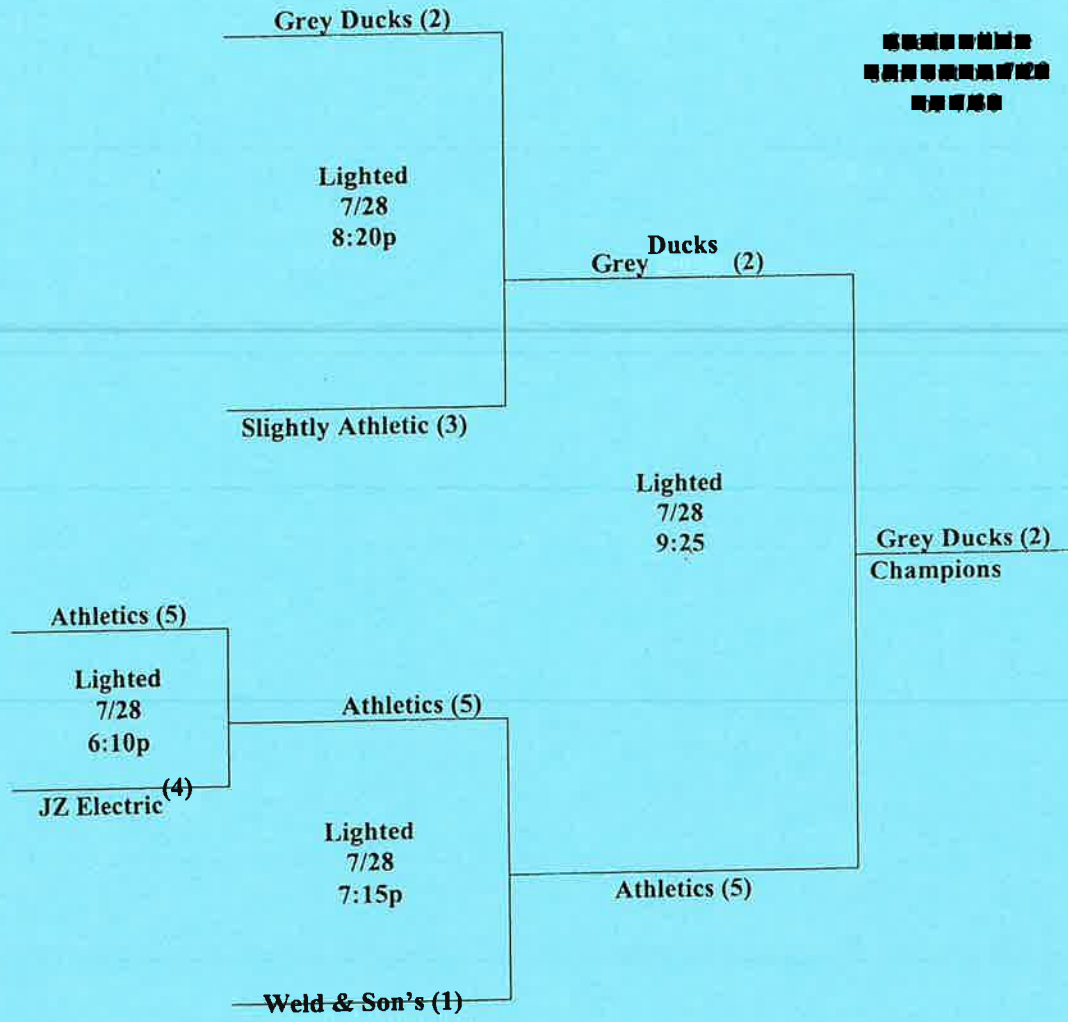 Grey Ducks (2)
Lighted
7/28
8:20p
Grey Ducks (2)
Slightly Athletic (3)
Lighted
7/28
9:25
Grey Ducks (2)
Champions
Athletics (5)
Lighted
7/28
6:10p
Athletics (5)
JZ Electric (4)
Lighted
7/28
7:15p
Athletics (5)
Weld & Son's (1)